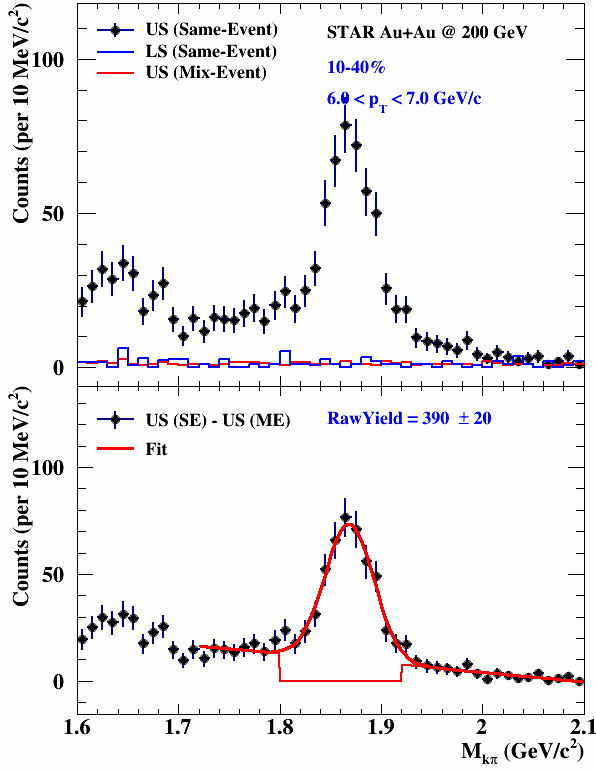 US (Same-Event)
LS (Same-Event)
US (Mix-Event)
STAR Au+Au @ 200 GeV
10-40%
6.0 < p_T < 7.0 GeV/c
Counts (per 10 MeV/c²)
100
50
0
US (SE) - US (ME)
Fit
RawYield = 390 ± 20
Counts (per 10 MeV/c²)
100
50
0
1.6 1.7 1.8 1.9 2 2.1
M_kπ (GeV/c²)